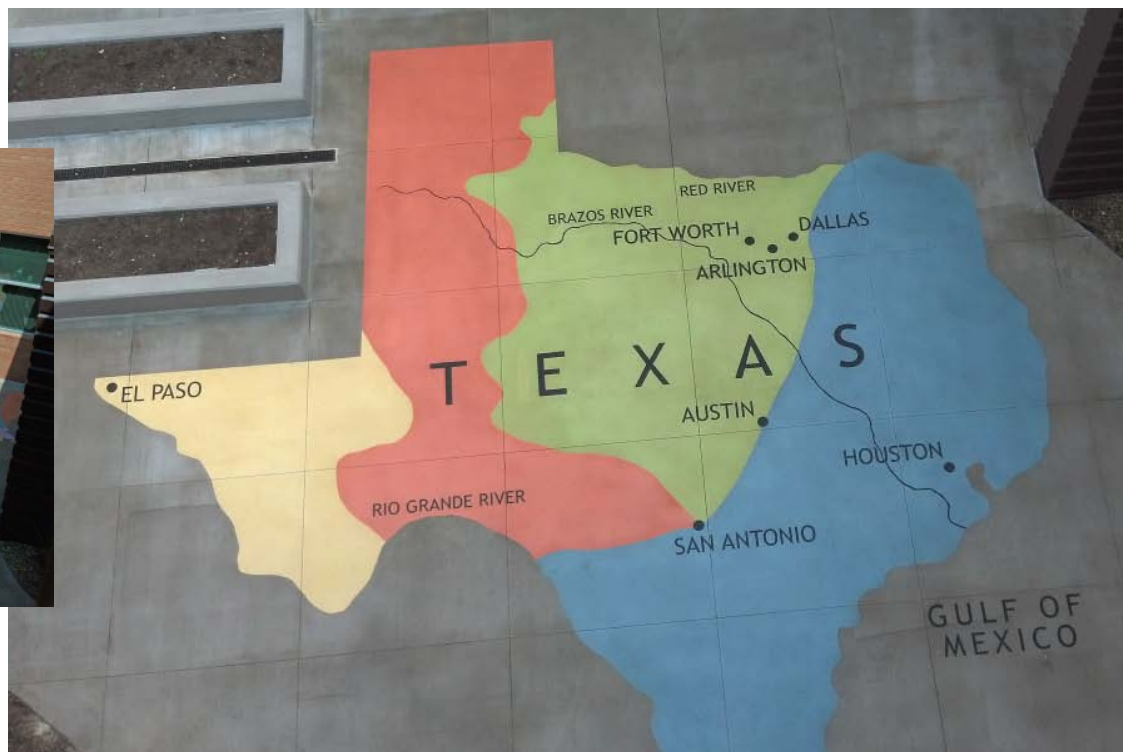 RED RIVER
BRAZOS RIVER
FORT WORTH
DALLAS
ARLINGTON
TEXAS
EL PASO
AUSTIN
HOUSTON
RIO GRANDE RIVER
SAN ANTONIO
GULF OF
MEXICO